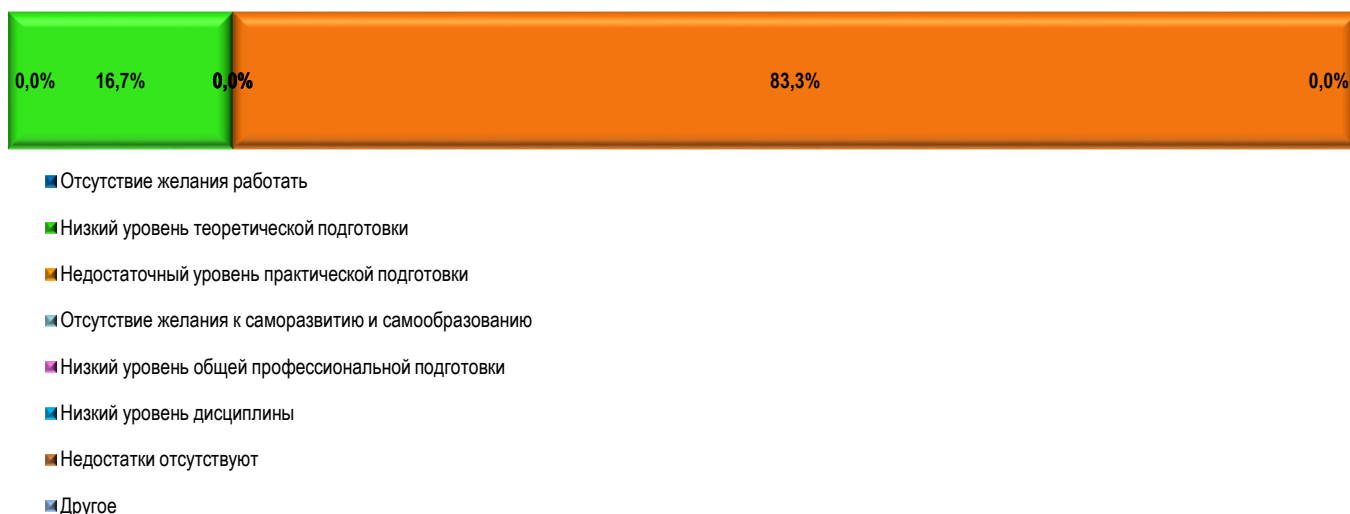 0,0% 16,7% 0,0% 83,3% 0,0%
Отсутствие желания работать
Низкий уровень теоретической подготовки
Недостаточный уровень практической подготовки
Отсутствие желания к саморазвитию и самообразованию
Низкий уровень общей профессиональной подготовки
Низкий уровень дисциплины
Недостатки отсутствуют
Другое